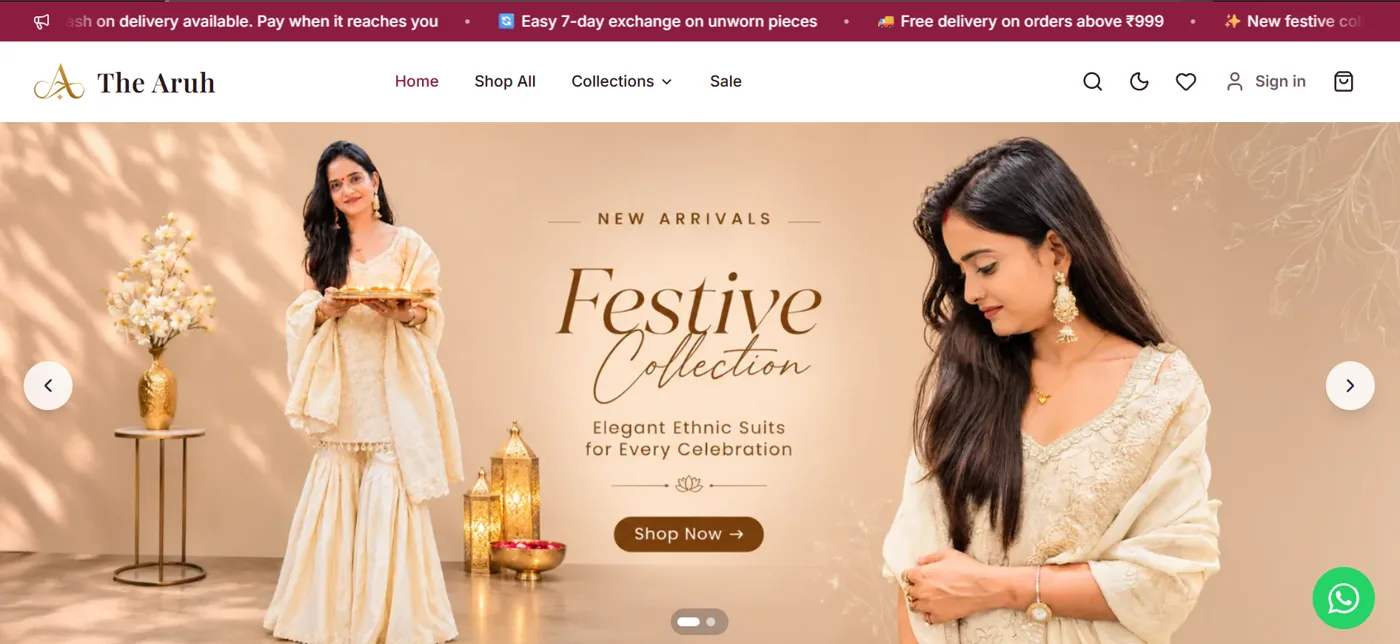 on delivery available. Pay when it reaches you • 🔄 Easy 7-day exchange on unworn pieces • 🚚 Free delivery on orders above ₹999 • ✨ New festive
The Aruh
Home Shop All Collections Sale
Sign in
NEW ARRIVALS
Festive
Collection
Elegant Ethnic Suits
for Every Celebration
Shop Now →